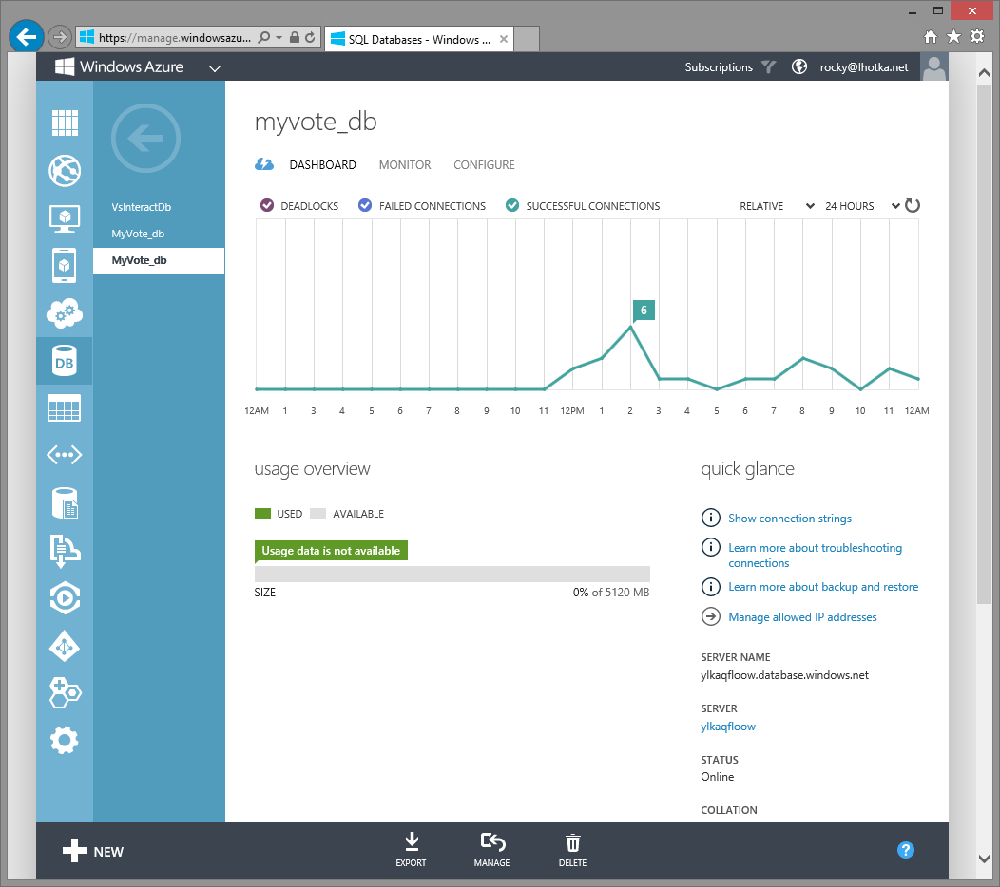 https://manage.windowsazu...
SQL Databases - Windows ...
Windows Azure
Subscriptions
rocky@lhotka.net
VsInteractDb
MyVote_db
MyVote_db
DB
myvote_db
DASHBOARD MONITOR CONFIGURE
DEADLOCKS FAILED CONNECTIONS SUCCESSFUL CONNECTIONS RELATIVE 24 HOURS
6
12AM 1 2 3 4 5 6 7 8 9 10 11 12PM 1 2 3 4 5 6 7 8 9 10 11 12AM
usage overview
USED AVAILABLE
Usage data is not available
SIZE 0% of 5120 MB
quick glance
Show connection strings
Learn more about troubleshooting
connections
Learn more about backup and restore
Manage allowed IP addresses
SERVER NAME
ylkaqfloow.database.windows.net
SERVER
ylkaqfloow
STATUS
Online
COLLATION
NEW
EXPORT
MANAGE
DELETE
?